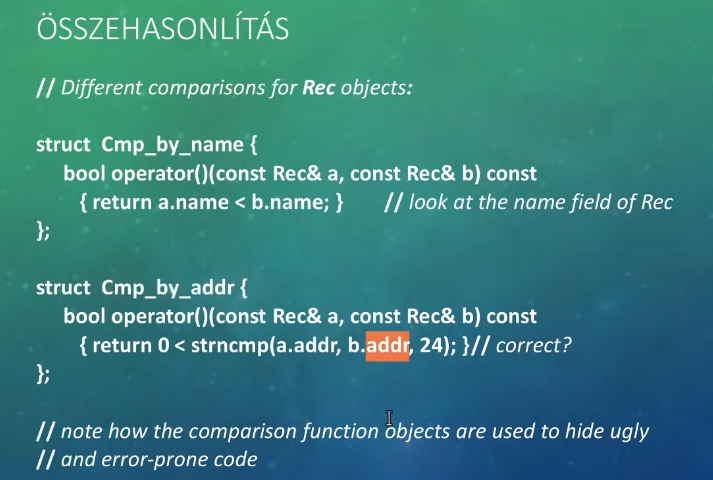 ÖSSZEHASONLÍTÁS
// Different comparisons for Rec objects:
struct Cmp_by_name {
bool operator()(const Rec& a, const Rec& b) const
{ return a.name < b.name; } // look at the name field of Rec
};
struct Cmp_by_addr {
bool operator()(const Rec& a, const Rec& b) const
{ return 0 < strncmp(a.addr, b.addr, 24); }// correct?
};
// note how the comparison function objects are used to hide ugly
// and error-prone code